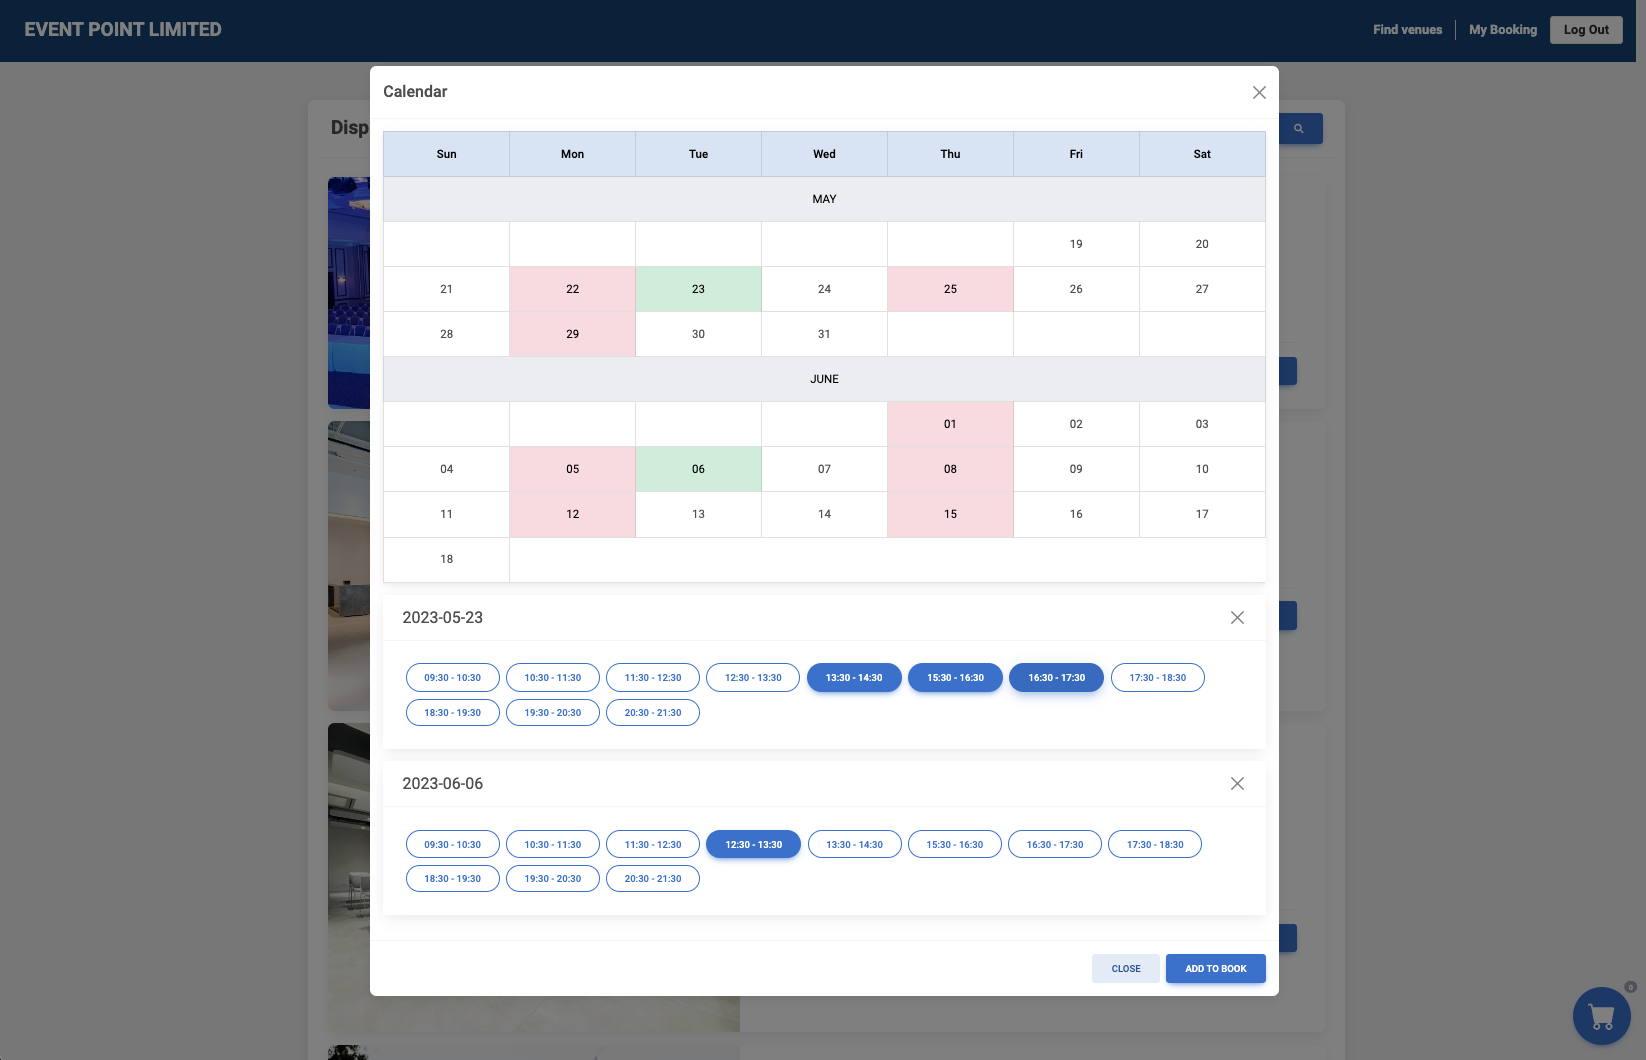 EVENT POINT LIMITED
Find venues
My Booking
Log Out
Calendar
Disp
Sun Mon Tue Wed Thu Fri Sat
MAY
19 20
21 22 23 24 25 26 27
28 29 30 31
JUNE
01 02 03
04 05 06 07 08 09 10
11 12 13 14 15 16 17
18
2023-05-23
09:30 - 10:30 10:30 - 11:30 11:30 - 12:30 12:30 - 13:30 13:30 - 14:30 15:30 - 16:30 16:30 - 17:30 17:30 - 18:30
18:30 - 19:30 19:30 - 20:30 20:30 - 21:30
2023-06-06
09:30 - 10:30 10:30 - 11:30 11:30 - 12:30 12:30 - 13:30 13:30 - 14:30 15:30 - 16:30 16:30 - 17:30 17:30 - 18:30
18:30 - 19:30 19:30 - 20:30 20:30 - 21:30
CLOSE
ADD TO BOOK
0